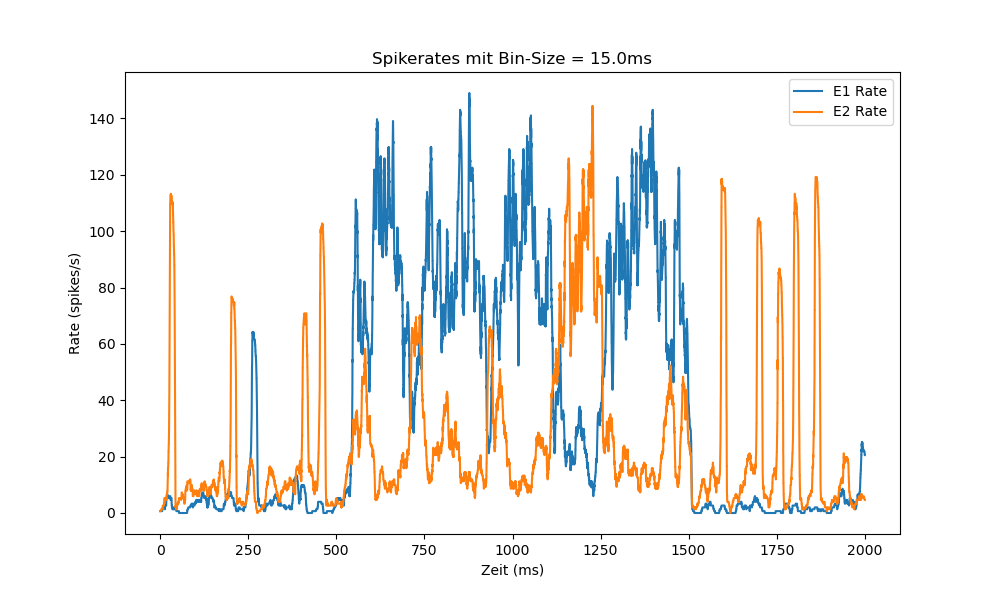 Spikerates mit Bin-Size = 15.0ms
E1 Rate
E2 Rate
Rate (spikes/s)
140
120
100
80
60
40
20
0
0 250 500 750 1000 1250 1500 1750 2000
Zeit (ms)